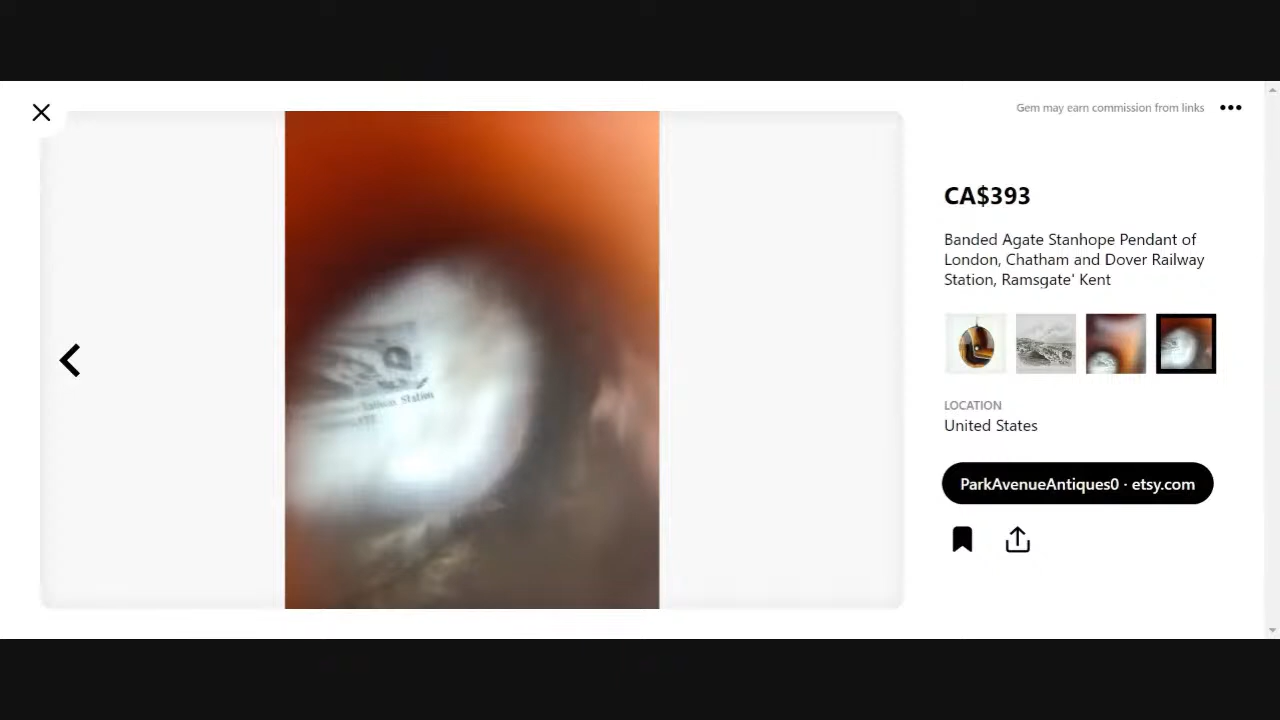 Gem may earn commission from links
CA$393
Banded Agate Stanhope Pendant of
London, Chatham and Dover Railway
Station, Ramsgate' Kent
Station
LOCATION
United States
ParkAvenueAntiques0 · etsy.com